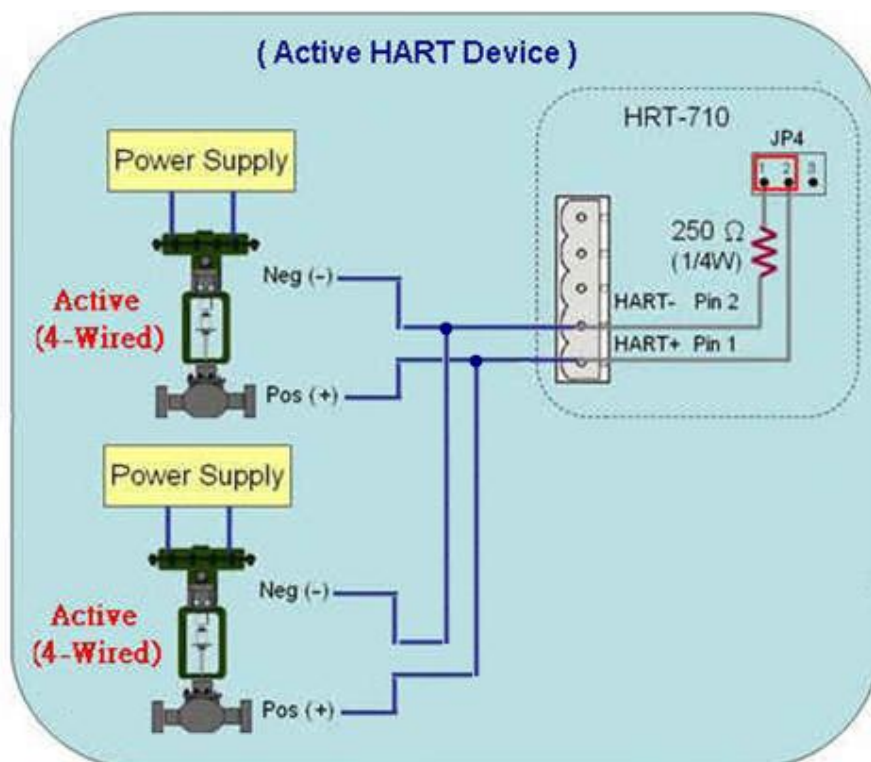 ( Active HART Device )
HRT-710
JP4
1 2 3
Power Supply
250 Ω
(1/4W)
Neg (-)
Active
(4-Wired)
HART- Pin 2
HART+ Pin 1
Pos (+)
Power Supply
Neg (-)
Active
(4-Wired)
Pos (+)